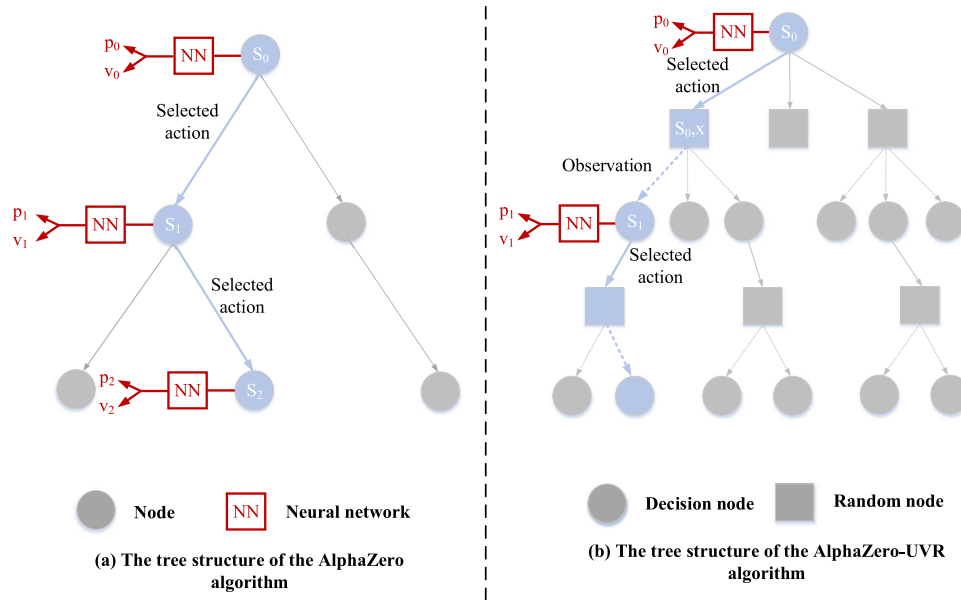 p0
v0
NN
S0
Selected
action
p1
v1
NN
S1
Selected
action
p2
v2
NN
S2
Node
NN
Neural network
(a) The tree structure of the AlphaZero
algorithm
p0
v0
NN
S0
Selected
action
S0,x
Observation
p1
v1
NN
S1
Selected
action
Decision node
Random node
(b) The tree structure of the AlphaZero-UVR
algorithm